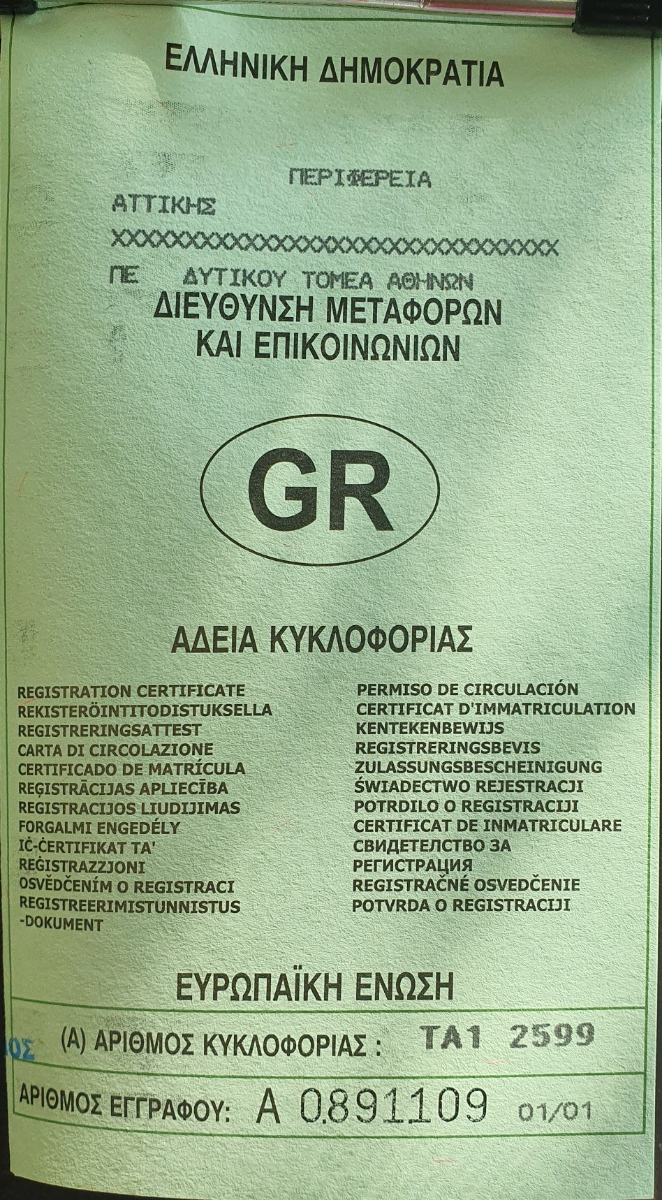 ΕΛΛΗΝΙΚΗ ΔΗΜΟΚΡΑΤΙΑ
ΠΕΡΙΦΕΡΕΙΑ
ΑΤΤΙΚΗΣ
XXXXXXXXXXXXXXXXXXXXXXXXXXXXXXXXXXXX
ΠΕ ΔΥΤΙΚΟΥ ΤΟΜΕΑ ΑΘΗΝΩΝ
ΔΙΕΥΘΥΝΣΗ ΜΕΤΑΦΟΡΩΝ
ΚΑΙ ΕΠΙΚΟΙΝΩΝΙΩΝ
GR
ΑΔΕΙΑ ΚΥΚΛΟΦΟΡΙΑΣ
REGISTRATION CERTIFICATE
REKISTERÖINTITODISTUKSELLA
REGISTRERINGSATTEST
CARTA DI CIRCOLAZIONE
CERTIFICADO DE MATRÍCULA
REĢISTRĀCIJAS APLIECĪBA
REGISTRACIJOS LIUDIJIMAS
FORGALMI ENGEDÉLY
IĊ-ĊERTIFIKAT TA'
REĠISTRAZZJONI
OSVĚDČENÍM O REGISTRACI
REGISTREERIMISTUNNISTUS
-DOKUMENT
PERMISO DE CIRCULACIÓN
CERTIFICAT D'IMMATRICULATION
KENTEKENBEWIJS
REGISTRERINGSBEVIS
ZULASSUNGSBESCHEINIGUNG
ŚWIADECTWO REJESTRACJI
POTRDILO O REGISTRACIJI
CERTIFICAT DE INMATRICULARE
СВИДЕТЕЛСТВО ЗА
РЕГИСТРАЦИЯ
REGISTRAČNÉ OSVEDČENIE
POTVRDA O REGISTRACIJI
ΕΥΡΩΠΑΪΚΗ ΕΝΩΣΗ
(Α) ΑΡΙΘΜΟΣ ΚΥΚΛΟΦΟΡΙΑΣ : ΤΑ1 2599
ΑΡΙΘΜΟΣ ΕΓΓΡΑΦΟΥ: Α 0891109 01/01